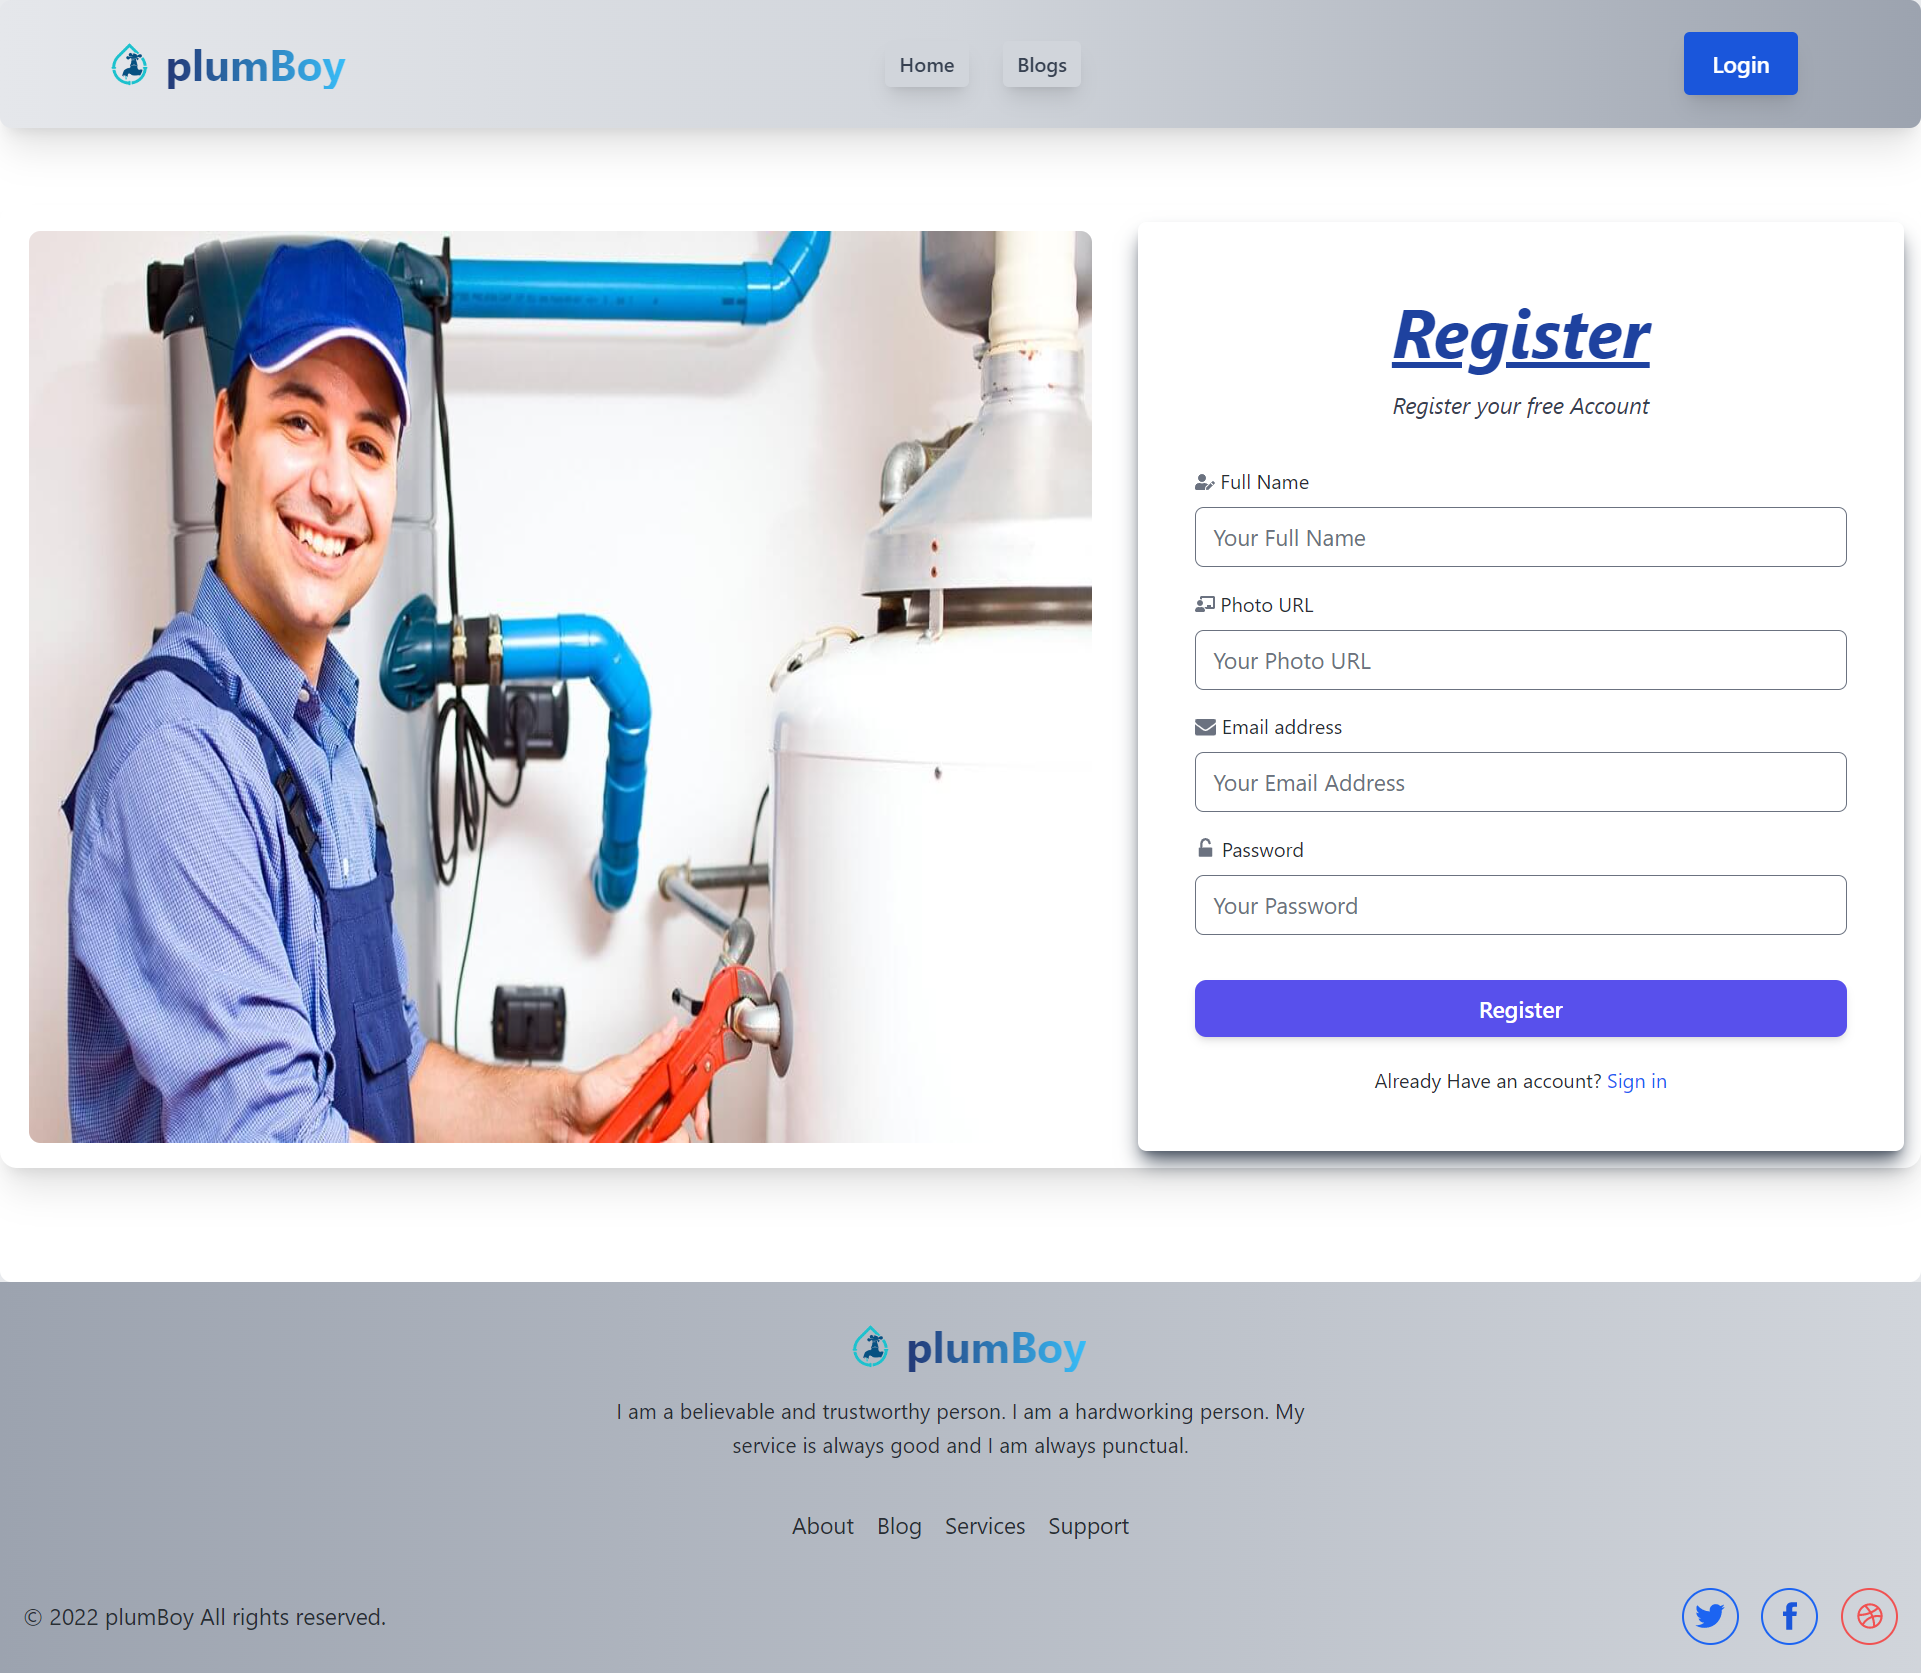 plumBoy
Home
Blogs
Login
Register
Register your free Account
Full Name
Your Full Name
Photo URL
Your Photo URL
Email address
Your Email Address
Password
Your Password
Register
Already Have an account? Sign in
plumBoy
I am a believable and trustworthy person. I am a hardworking person. My
service is always good and I am always punctual.
About Blog Services Support
© 2022 plumBoy All rights reserved.